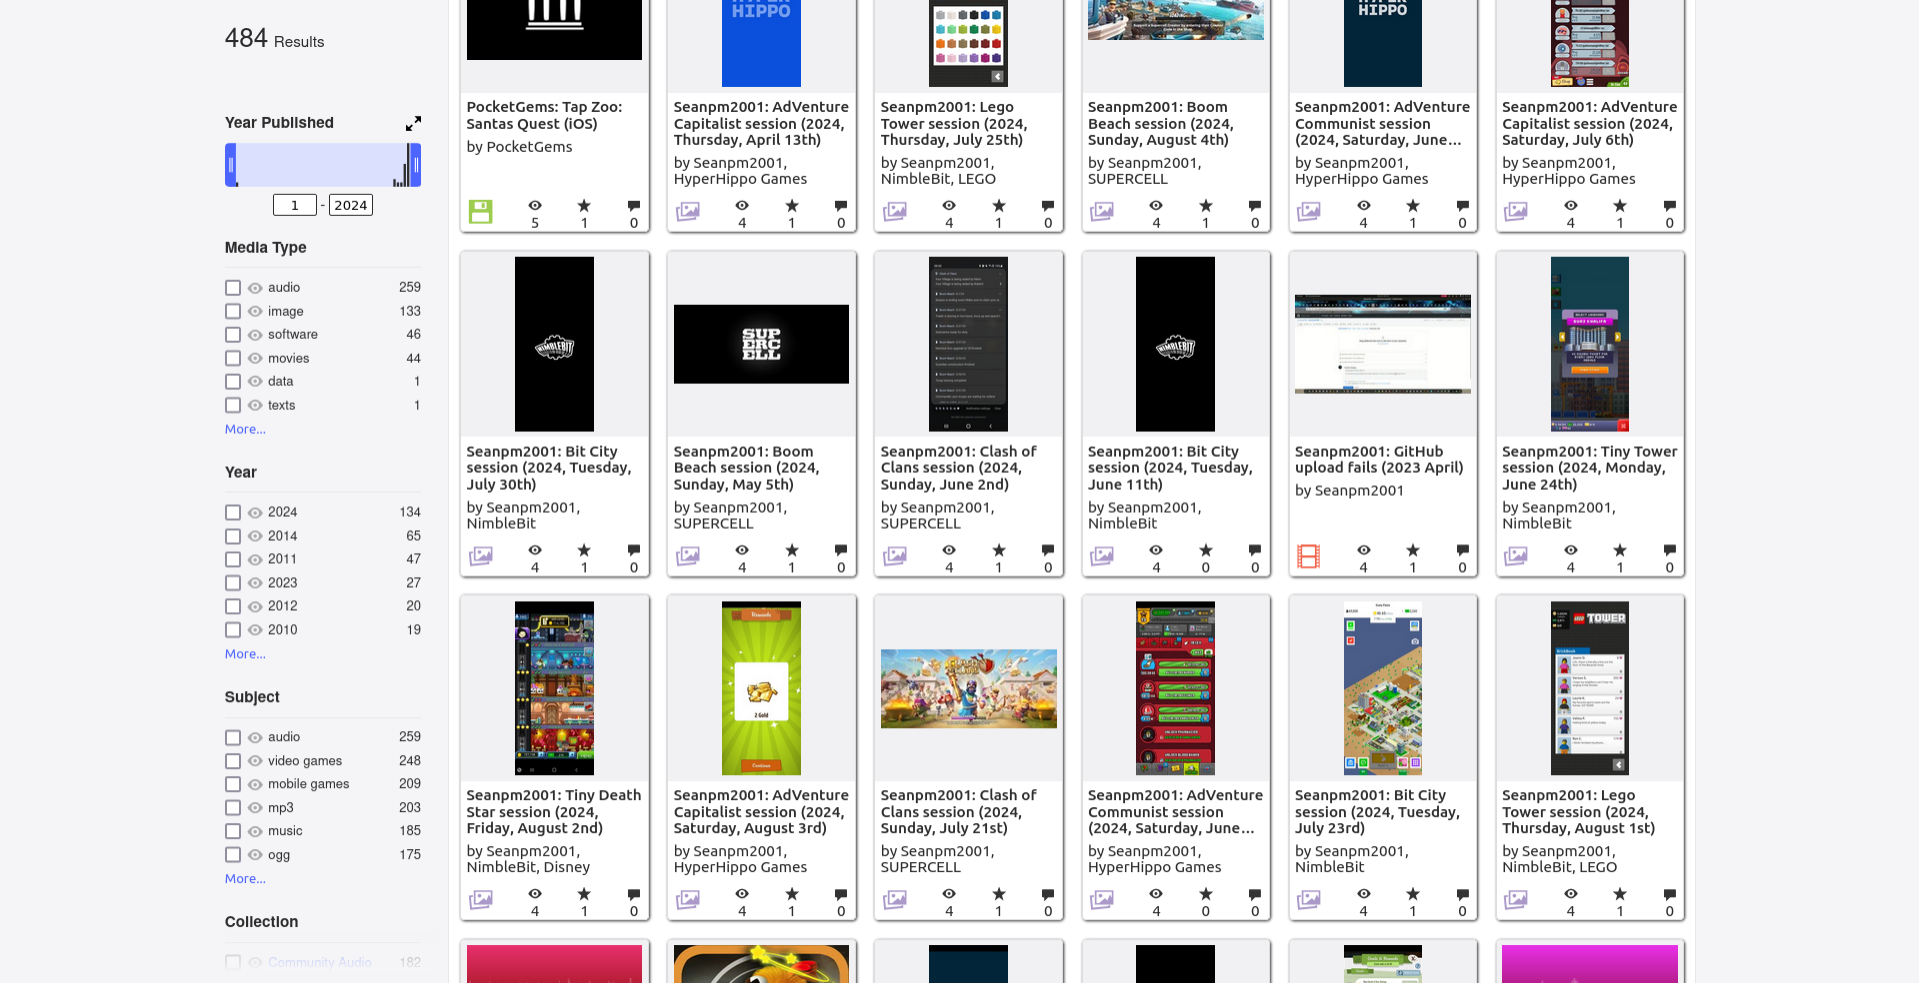 484 Results
Year Published
1 - 2024
Media Type
audio 259
image 133
software 46
movies 44
data 1
texts 1
More...
Year
2024 134
2014 65
2011 47
2023 27
2012 20
2010 19
More...
Subject
audio 259
video games 248
mobile games 209
mp3 203
music 185
ogg 175
More...
Collection
Community Audio 182
PocketGems: Tap Zoo:
Santas Quest (iOS)
by PocketGems
5 1 0
HIPPO
Seanpm2001: AdVenture
Capitalist session (2024,
Thursday, April 13th)
by Seanpm2001,
HyperHippo Games
4 1 0
Seanpm2001: Lego
Tower session (2024,
Thursday, July 25th)
by Seanpm2001,
NimbleBit, LEGO
4 1 0
Seanpm2001: Boom
Beach session (2024,
Sunday, August 4th)
by Seanpm2001,
SUPERCELL
4 1 0
HIPPO
Seanpm2001: AdVenture
Communist session
(2024, Saturday, June...
by Seanpm2001,
HyperHippo Games
4 1 0
Seanpm2001: AdVenture
Capitalist session (2024,
Saturday, July 6th)
by Seanpm2001,
HyperHippo Games
4 1 0
NIMBLEBIT
Seanpm2001: Bit City
session (2024, Tuesday,
July 30th)
by Seanpm2001,
NimbleBit
4 1 0
SUP
ERC
ELL
Seanpm2001: Boom
Beach session (2024,
Sunday, May 5th)
by Seanpm2001,
SUPERCELL
4 1 0
Seanpm2001: Clash of
Clans session (2024,
Sunday, June 2nd)
by Seanpm2001,
SUPERCELL
4 1 0
NIMBLEBIT
Seanpm2001: Bit City
session (2024, Tuesday,
June 11th)
by Seanpm2001,
NimbleBit
4 0 0
Seanpm2001: GitHub
upload fails (2023 April)
by Seanpm2001
4 1 0
Seanpm2001: Tiny Tower
session (2024, Monday,
June 24th)
by Seanpm2001,
NimbleBit
4 1 0
Seanpm2001: Tiny Death
Star session (2024,
Friday, August 2nd)
by Seanpm2001,
NimbleBit, Disney
4 1 0
Rewards
2 Gold
Continue
Seanpm2001: AdVenture
Capitalist session (2024,
Saturday, August 3rd)
by Seanpm2001,
HyperHippo Games
4 1 0
Seanpm2001: Clash of
Clans session (2024,
Sunday, July 21st)
by Seanpm2001,
SUPERCELL
4 1 0
Seanpm2001: AdVenture
Communist session
(2024, Saturday, June...
by Seanpm2001,
HyperHippo Games
4 0 0
Seanpm2001: Bit City
session (2024, Tuesday,
July 23rd)
by Seanpm2001,
NimbleBit
4 1 0
LEGO TOWER
Seanpm2001: Lego
Tower session (2024,
Thursday, August 1st)
by Seanpm2001,
NimbleBit, LEGO
4 1 0